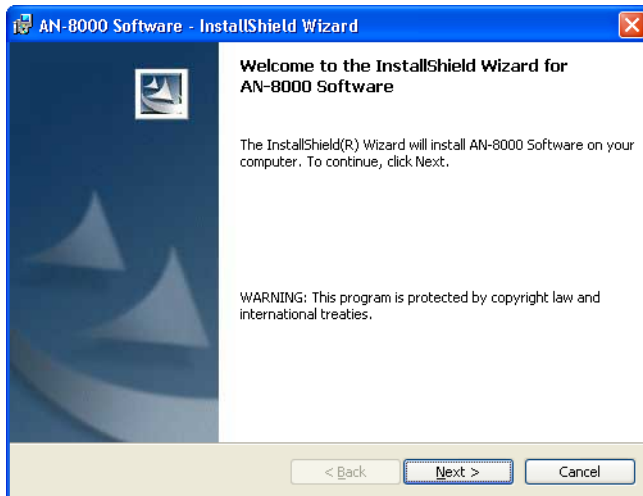 AN-8000 Software - InstallShield Wizard
Welcome to the InstallShield Wizard for
AN-8000 Software
The InstallShield(R) Wizard will install AN-8000 Software on your
computer. To continue, click Next.
WARNING: This program is protected by copyright law and
international treaties.
< Back
Next >
Cancel